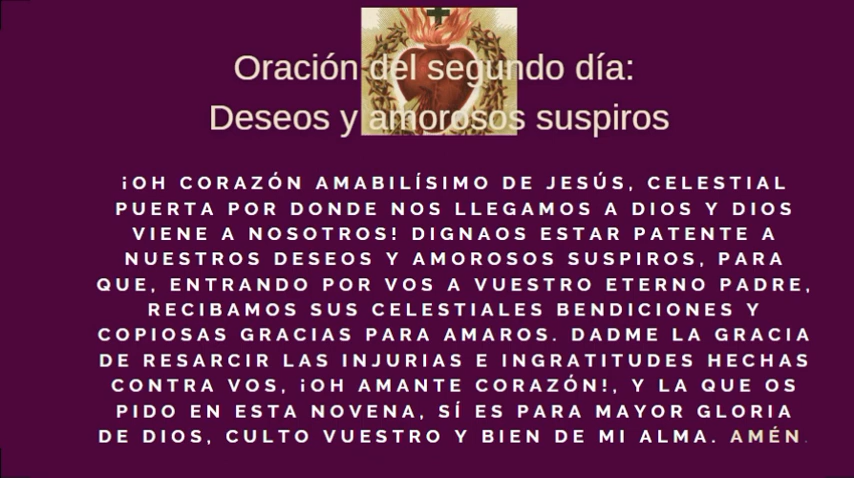 Oración del segundo día:
Deseos y amorosos suspiros
¡OH CORAZÓN AMABILÍSIMO DE JESÚS, CELESTIAL
PUERTA POR DONDE NOS LLEGAMOS A DIOS Y DIOS
VIENE A NOSOTROS! DIGNAOS ESTAR PATENTE A
NUESTROS DESEOS Y AMOROSOS SUSPIROS, PARA
QUE, ENTRANDO POR VOS A VUESTRO ETERNO PADRE,
RECIBAMOS SUS CELESTIALES BENDICIONES Y
COPIOSAS GRACIAS PARA AMAROS. DADME LA GRACIA
DE RESARCIR LAS INJURIAS E INGRATITUDES HECHAS
CONTRA VOS, ¡OH AMANTE CORAZÓN!, Y LA QUE OS
PIDO EN ESTA NOVENA, SÍ ES PARA MAYOR GLORIA
DE DIOS, CULTO VUESTRO Y BIEN DE MI ALMA. AMÉN.